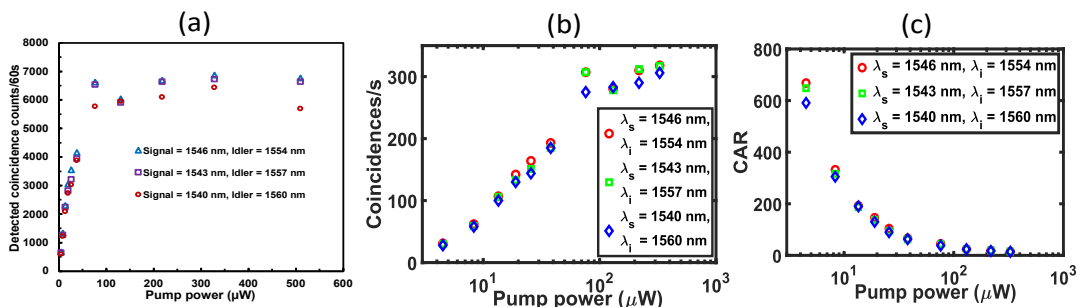 (a)
8000
7000
6000
5000
4000
3000
2000
1000
0
0 100 200 300 400 500 600
Detected coincidence counts/60s
Pump power (µW)
Signal = 1546 nm, Idler = 1554 nm
Signal = 1543 nm, Idler = 1557 nm
Signal = 1540 nm, Idler = 1560 nm
(b)
300
200
100
0
10¹ 10² 10³
Coincidences/s
Pump power (µW)
λs = 1546 nm,
λi = 1554 nm
λs = 1543 nm,
λi = 1557 nm
λs = 1540 nm,
λi = 1560 nm
(c)
800
600
400
200
0
10¹ 10² 10³
CAR
Pump power (µW)
λs = 1546 nm, λi = 1554 nm
λs = 1543 nm, λi = 1557 nm
λs = 1540 nm, λi = 1560 nm